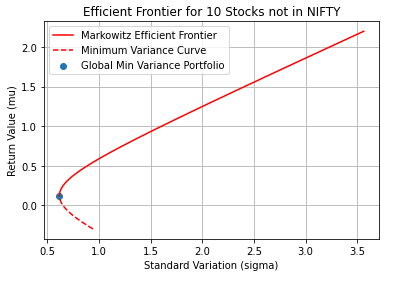 Efficient Frontier for 10 Stocks not in NIFTY
Markowitz Efficient Frontier
Minimum Variance Curve
Global Min Variance Portfolio
Return Value (mu)
2.0
1.5
1.0
0.5
0.0
0.5
1.0
1.5
2.0
2.5
3.0
3.5
Standard Variation (sigma)